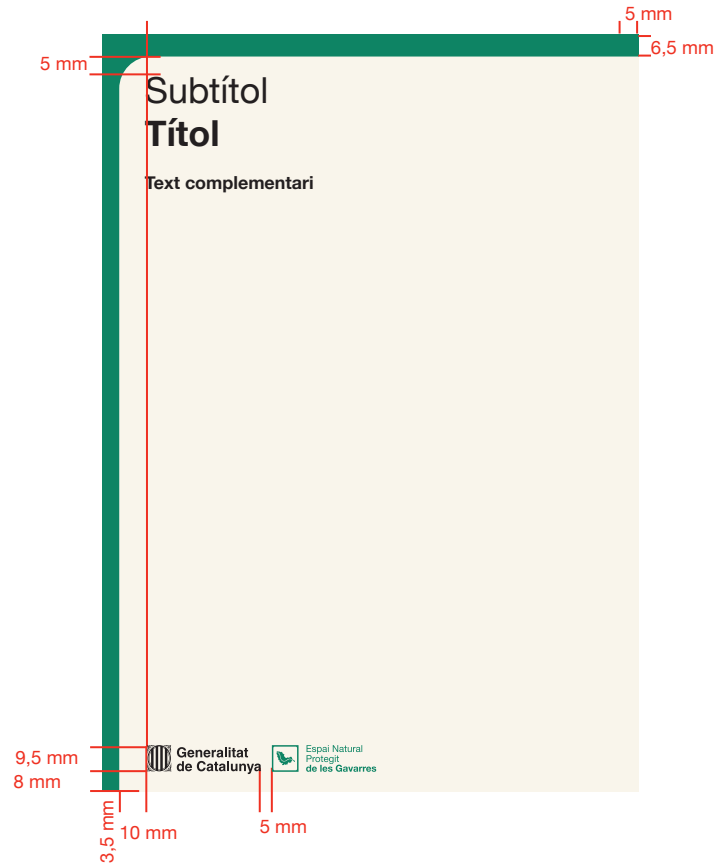 5 mm
6,5 mm
5 mm
Subtítol
Títol
Text complementari
9,5 mm
8 mm
Generalitat
de Catalunya
Espai Natural
Protegit
de les Gavarres
3,5 mm
10 mm
5 mm